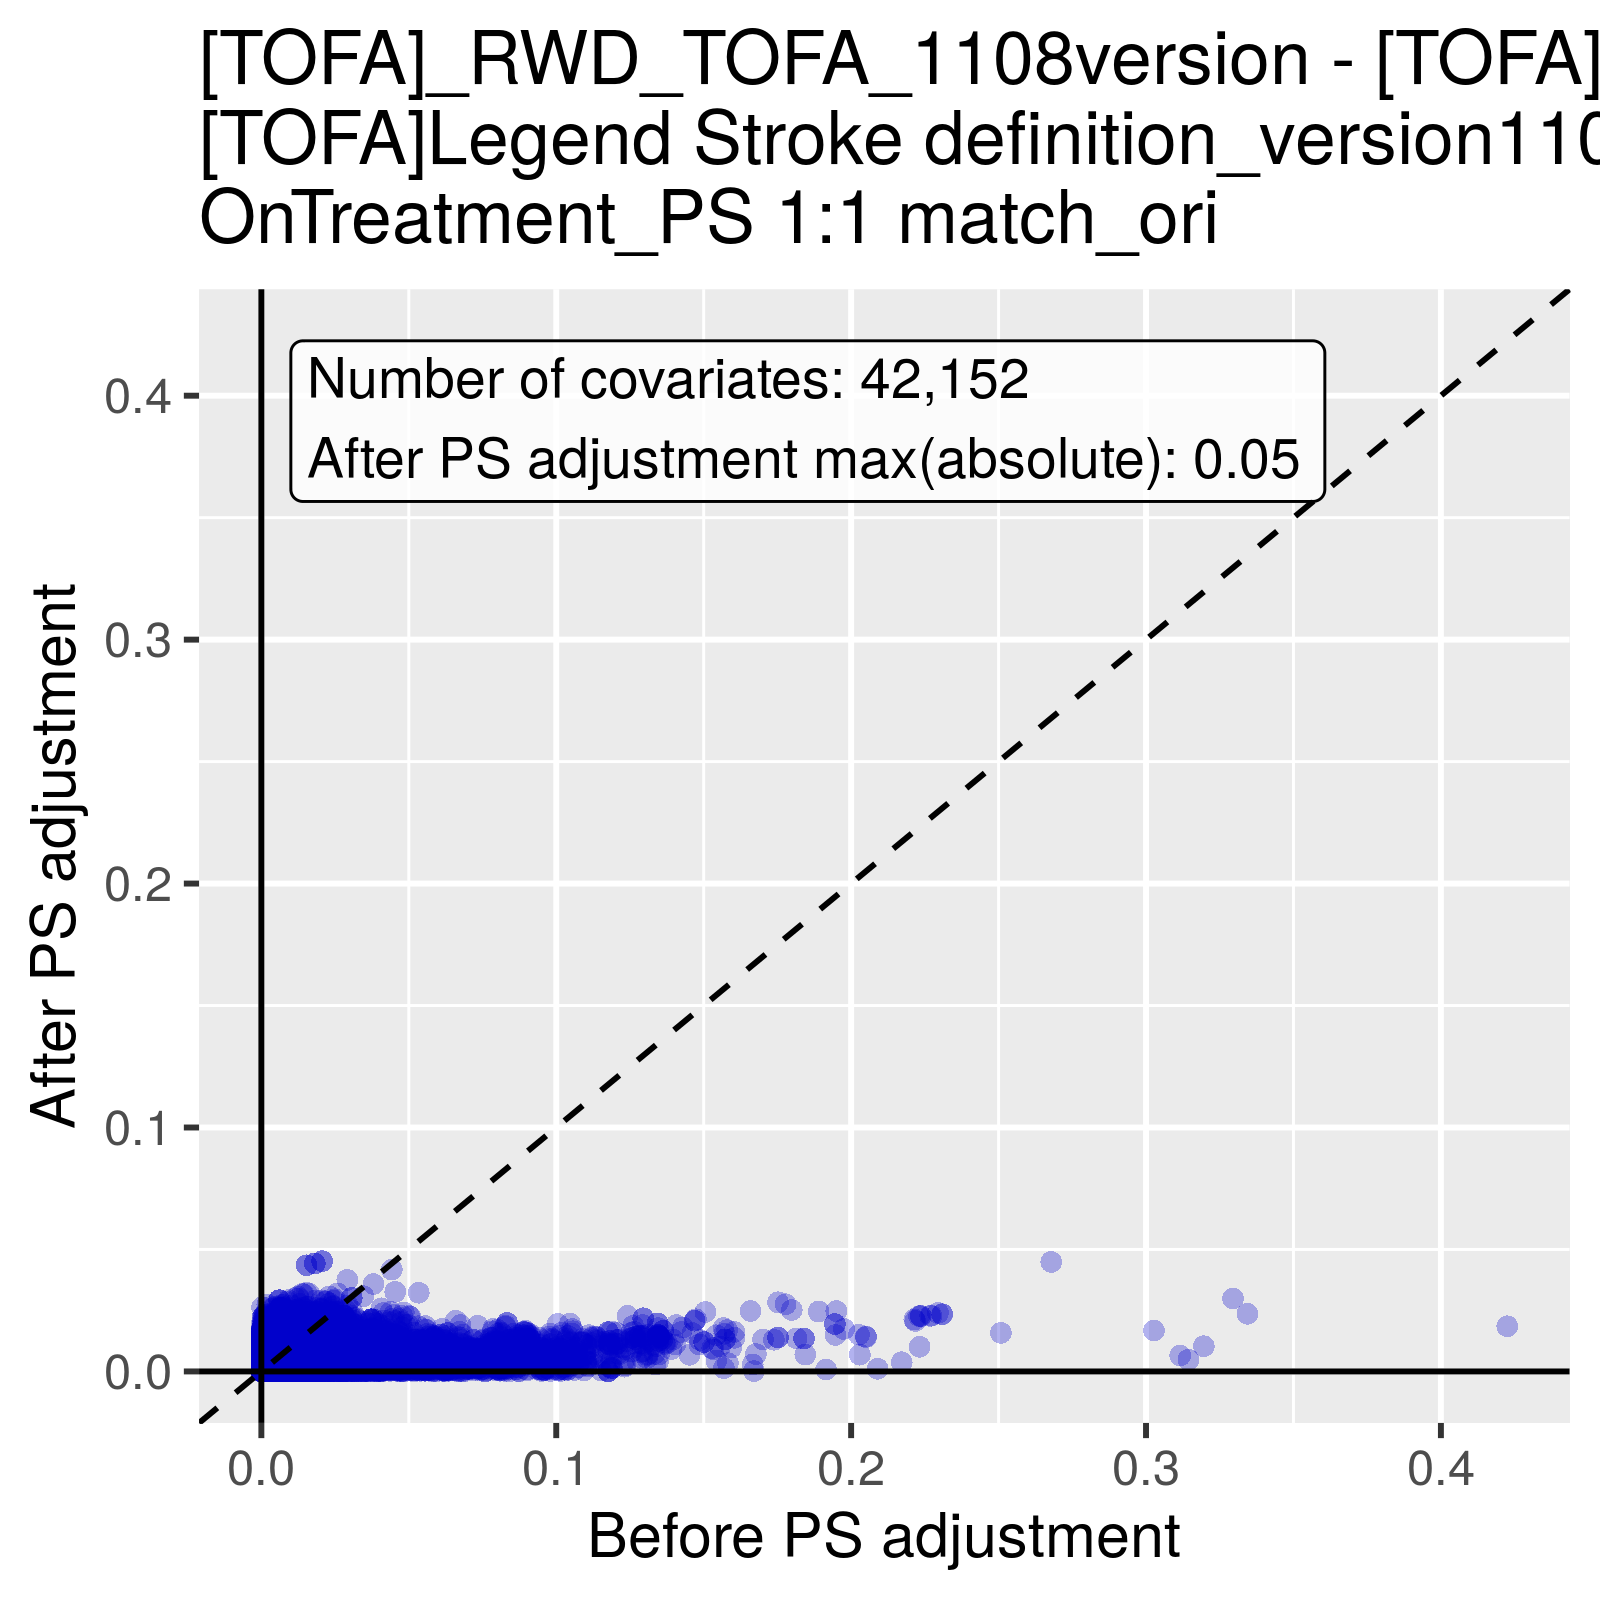 [TOFA]_RWD_TOFA_1108version - [TOFA]
[TOFA]Legend Stroke definition_version110
OnTreatment_PS 1:1 match_ori
Number of covariates: 42,152
After PS adjustment max(absolute): 0.05
After PS adjustment
0.4
0.3
0.2
0.1
0.0
0.0 0.1 0.2 0.3 0.4
Before PS adjustment